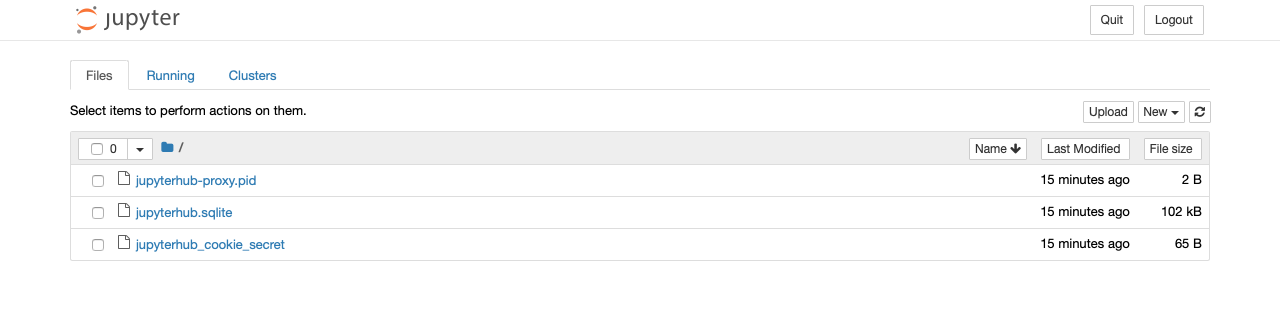 jupyter Quit Logout
Files Running Clusters
Select items to perform actions on them. Upload New
0 / Name Last Modified File size
jupyterhub-proxy.pid 15 minutes ago 2 B
jupyterhub.sqlite 15 minutes ago 102 kB
jupyterhub_cookie_secret 15 minutes ago 65 B